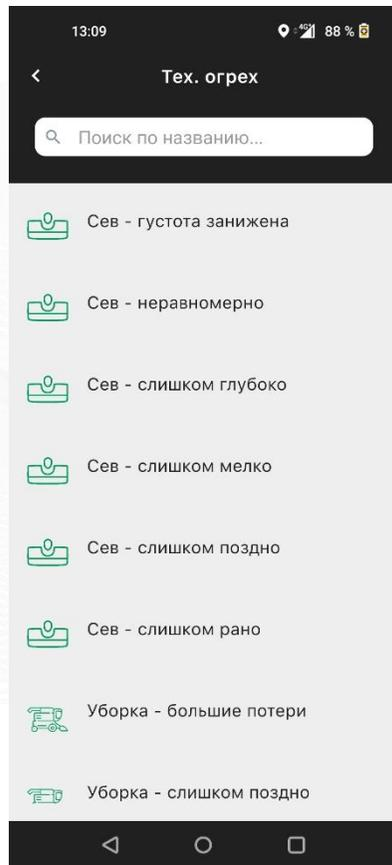 13:09
4G 88 %
Тех. огрех
Поиск по названию...
Сев - густота занижена
Сев - неравномерно
Сев - слишком глубоко
Сев - слишком мелко
Сев - слишком поздно
Сев - слишком рано
Уборка - большие потери
Уборка - слишком поздно